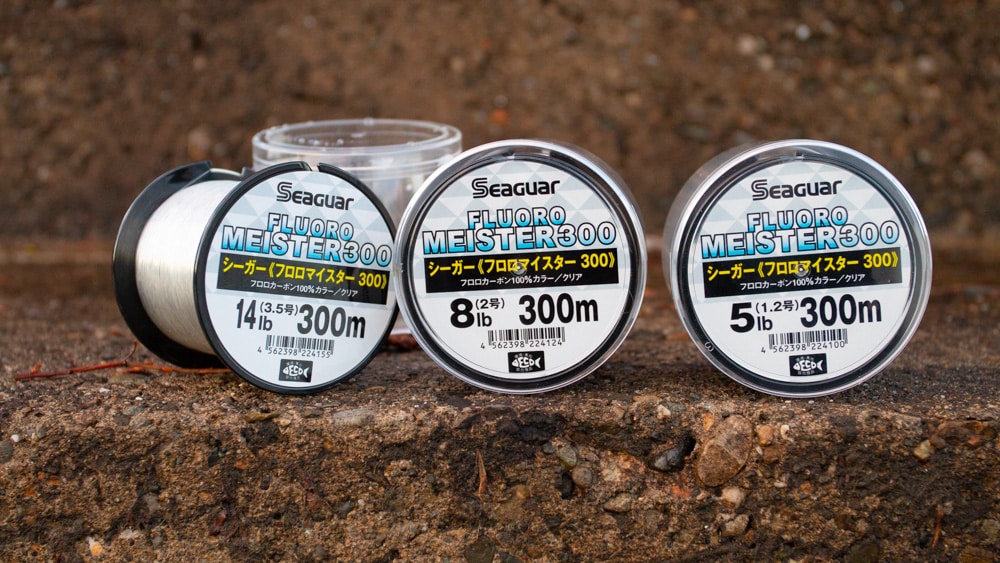 Seaguar
FLUORO
MEISTER300
シーガー《フロロマイスター 300》
フロロカーボン100%カラー／クリア
14lb (3.5号) 300m
4 562398 224155
FECO
Seaguar
FLUORO
MEISTER300
シーガー《フロロマイスター 300》
フロロカーボン100%カラー／クリア
8lb (2号) 300m
4 562398 224124
FECO
Seaguar
FLUORO
MEISTER300
シーガー《フロロマイスター 300》
フロロカーボン100%カラー／クリア
5lb (1.2号) 300m
4 562398 224100
FECO